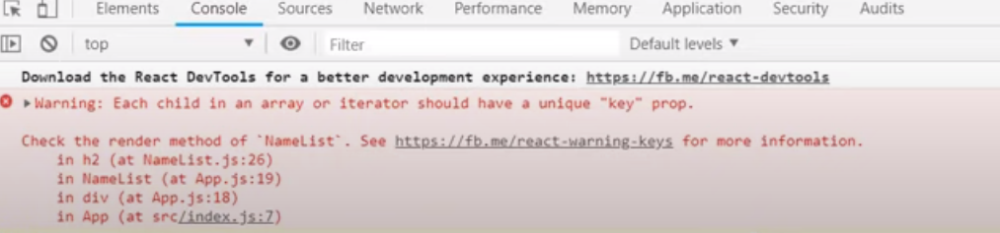 Elements Console Sources Network Performance Memory Application Security Audits
top Filter Default levels
Download the React DevTools for a better development experience: https://fb.me/react-devtools
Warning: Each child in an array or iterator should have a unique "key" prop.
Check the render method of `NameList`. See https://fb.me/react-warning-keys for more information.
in h2 (at NameList.js:26)
in NameList (at App.js:19)
in div (at App.js:18)
in App (at src/index.js:7)